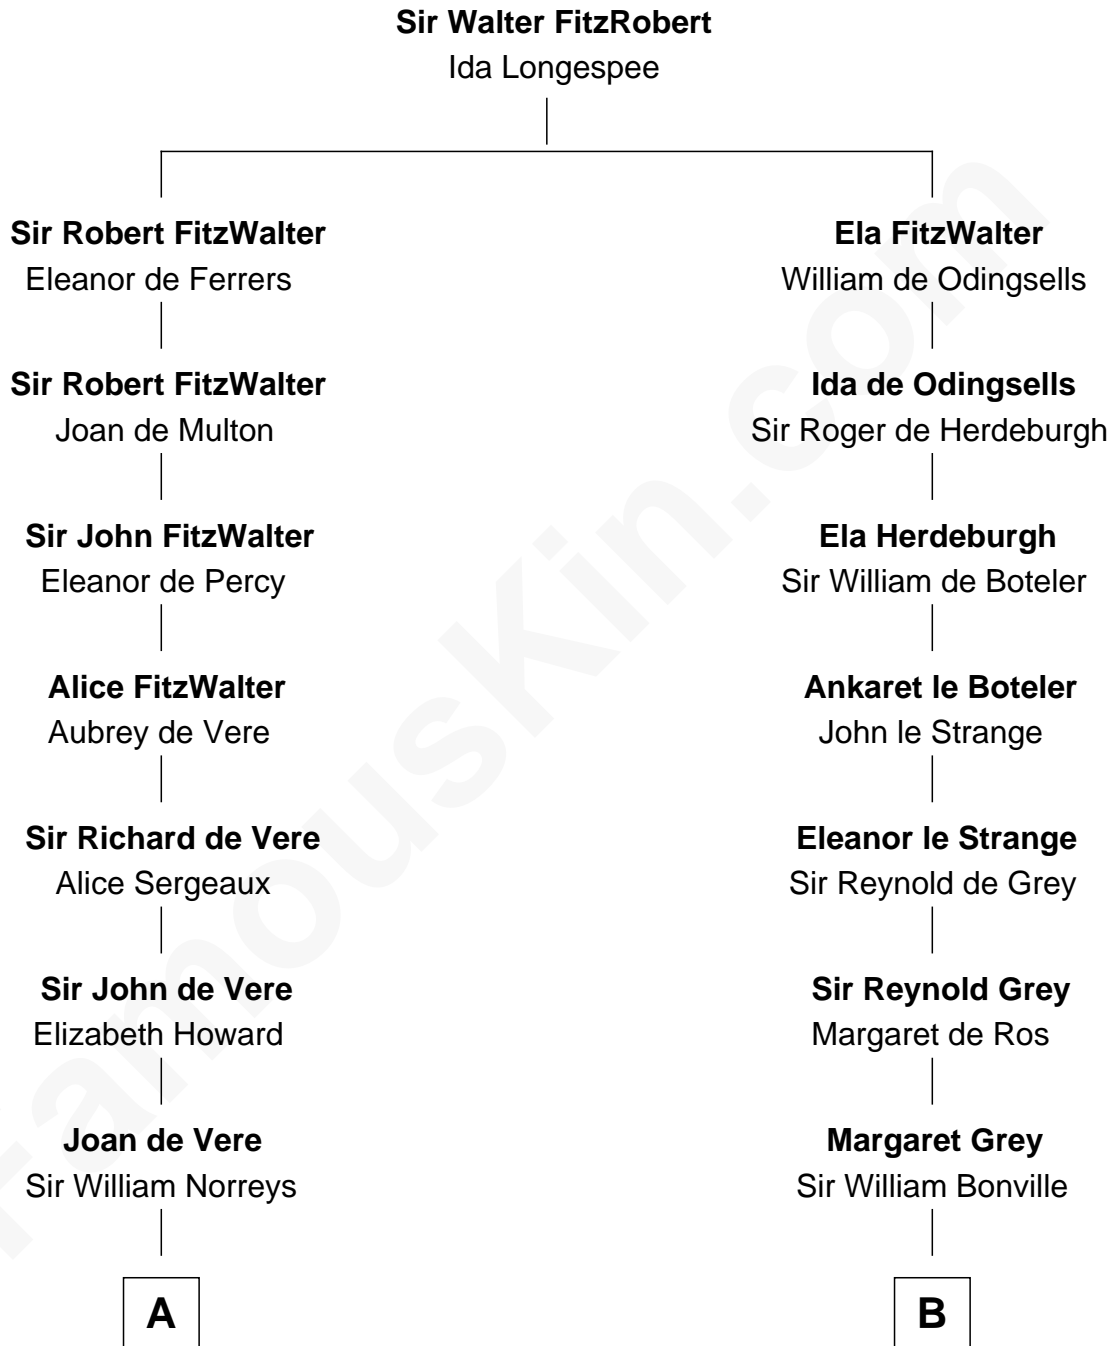 Sir Walter FitzRobert
Ida Longespee
Sir Robert FitzWalter
Eleanor de Ferrers
Ela FitzWalter
William de Odingsells
Sir Robert FitzWalter
Joan de Multon
Ida de Odingsells
Sir Roger de Herdeburgh
Sir John FitzWalter
Eleanor de Percy
Ela Herdeburgh
Sir William de Boteler
Alice FitzWalter
Aubrey de Vere
Ankaret le Boteler
John le Strange
Sir Richard de Vere
Alice Sergeaux
Eleanor le Strange
Sir Reynold de Grey
Sir John de Vere
Elizabeth Howard
Sir Reynold Grey
Margaret de Ros
Joan de Vere
Sir William Norreys
Margaret Grey
Sir William Bonville
A
B
FamousKin.com